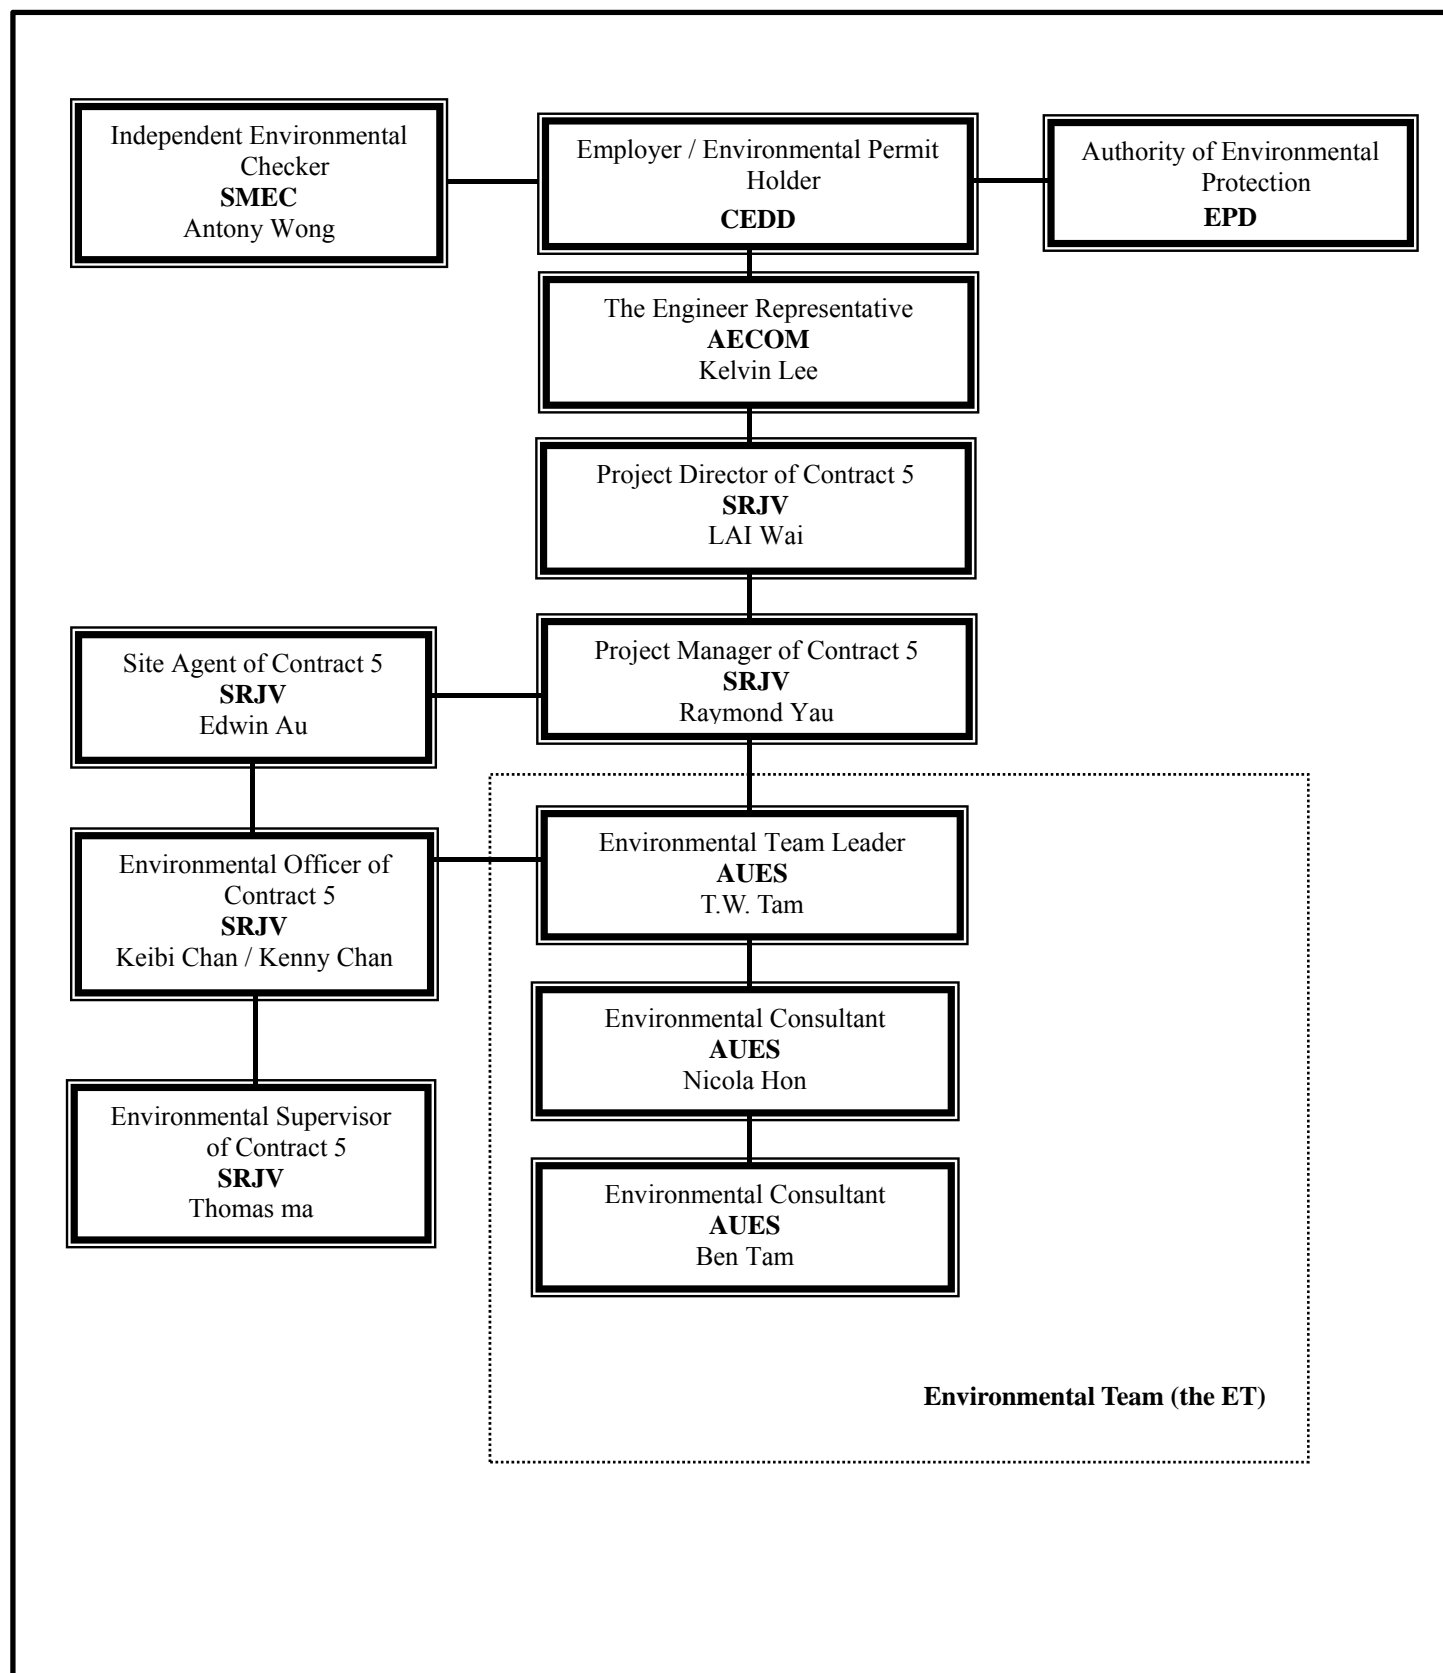 Independent Environmental
Checker
SMEC
Antony Wong
Employer / Environmental Permit
Holder
CEDD
Authority of Environmental
Protection
EPD
The Engineer Representative
AECOM
Kelvin Lee
Project Director of Contract 5
SRJV
LAI Wai
Site Agent of Contract 5
SRJV
Edwin Au
Project Manager of Contract 5
SRJV
Raymond Yau
Environmental Officer of
Contract 5
SRJV
Keibi Chan / Kenny Chan
Environmental Team Leader
AUES
T.W. Tam
Environmental Consultant
AUES
Nicola Hon
Environmental Supervisor
of Contract 5
SRJV
Thomas ma
Environmental Consultant
AUES
Ben Tam
Environmental Team (the ET)